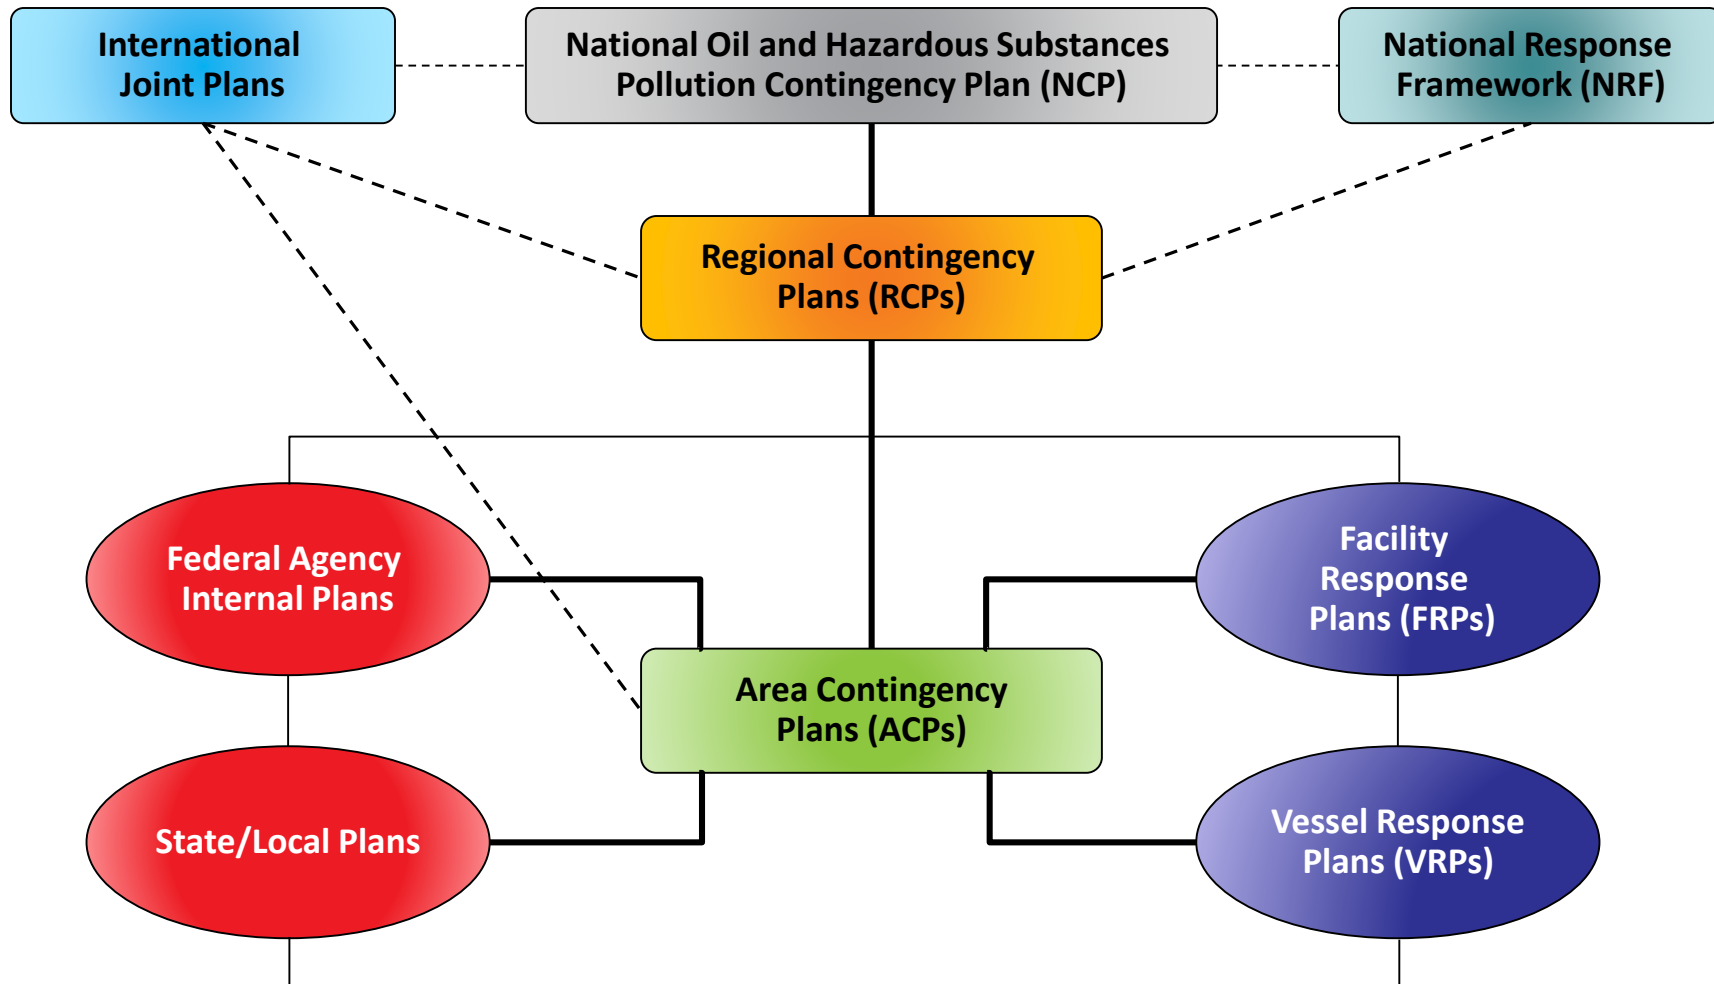 International
Joint Plans
National Oil and Hazardous Substances
Pollution Contingency Plan (NCP)
National Response
Framework (NRF)
Regional Contingency
Plans (RCPs)
Federal Agency
Internal Plans
Facility
Response
Plans (FRPs)
Area Contingency
Plans (ACPs)
State/Local Plans
Vessel Response
Plans (VRPs)